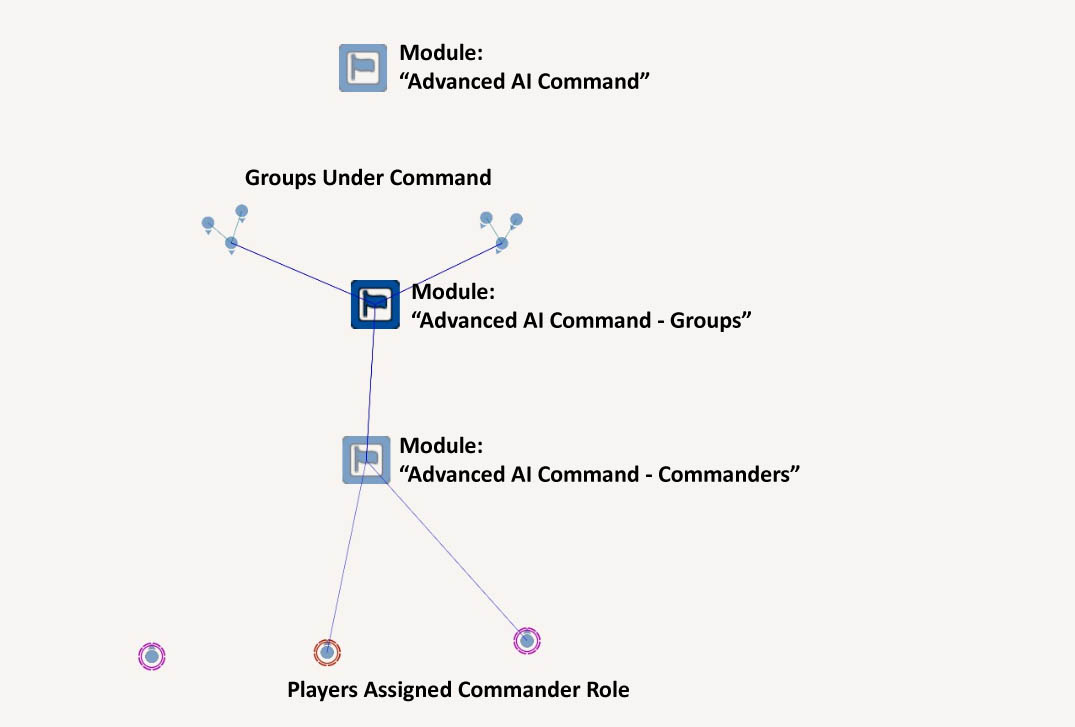 Module:
“Advanced AI Command”
Groups Under Command
Module:
“Advanced AI Command - Groups”
Module:
“Advanced AI Command - Commanders”
Players Assigned Commander Role